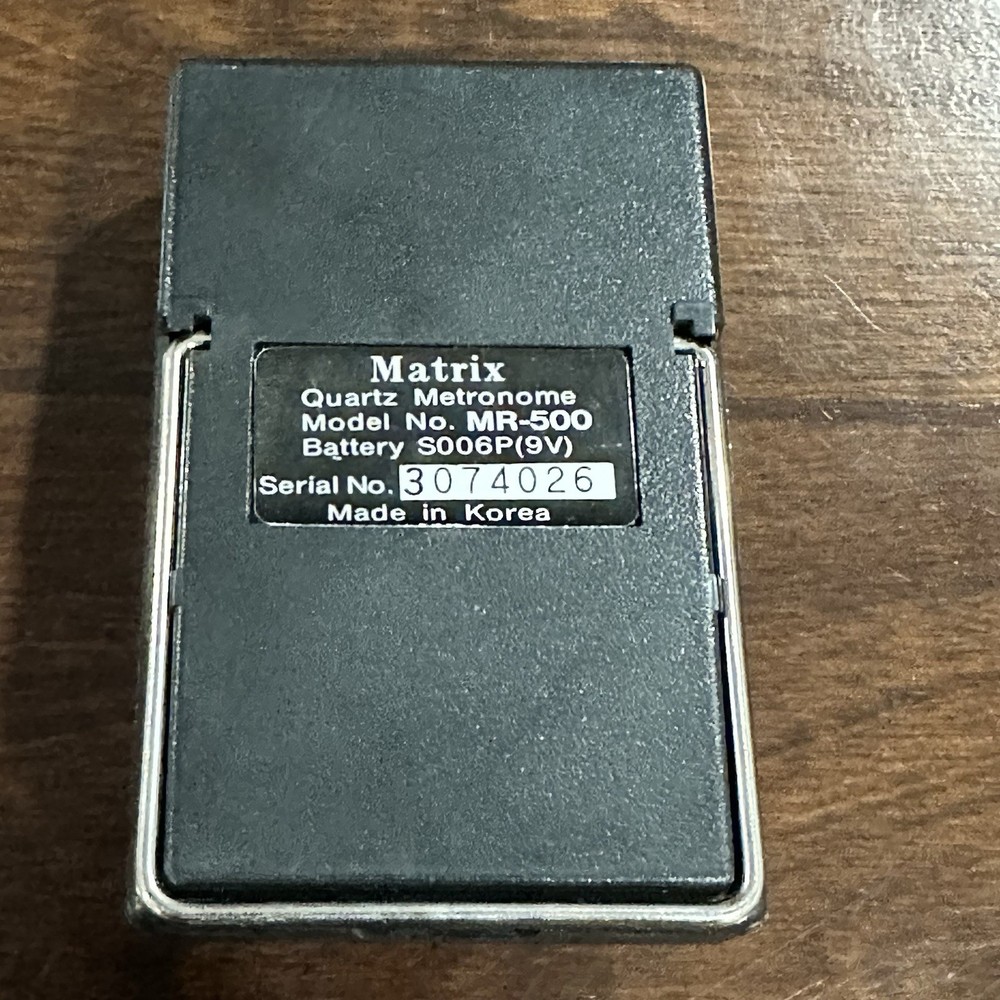 Matrix
Quartz Metronome
Model No. MR-500
Battery S006P(9V)
Serial No. 3074026
Made in Korea